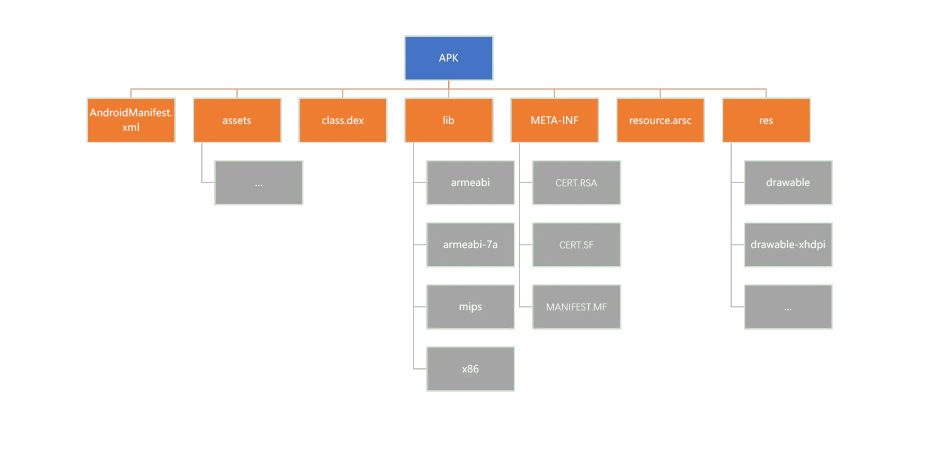 APK
AndroidManifest.
xml
assets
class.dex
lib
META-INF
resource.arsc
res
...
armeabi
armeabi-7a
mips
x86
CERT.RSA
CERT.SF
MANIFEST.MF
drawable
drawable-xhdpi
...